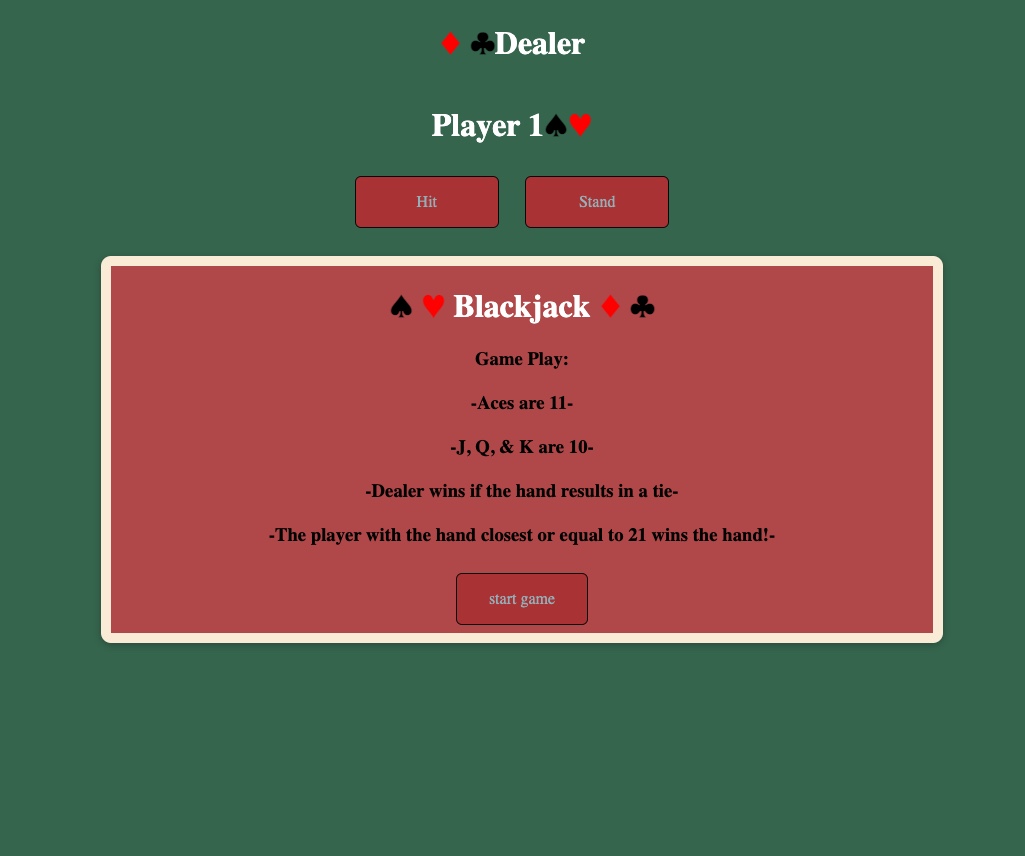 ♦ ♣Dealer
Player 1♠♥
Hit
Stand
♠ ♥ Blackjack ♦ ♣
Game Play:
-Aces are 11-
-J, Q, & K are 10-
-Dealer wins if the hand results in a tie-
-The player with the hand closest or equal to 21 wins the hand!-
start game